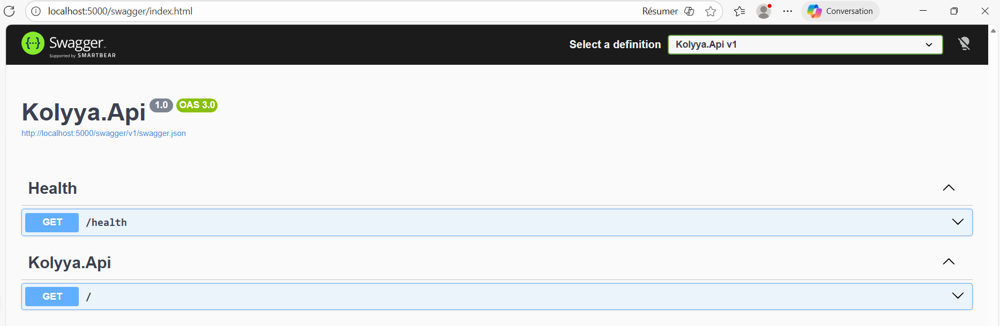 localhost:5000/swagger/index.html Résumer Conversation
Swagger
Supported by SMARTBEAR
Select a definition Kolyya.Api v1
Kolyya.Api 1.0 OAS 3.0
http://localhost:5000/swagger/v1/swagger.json
Health
GET /health
Kolyya.Api
GET /